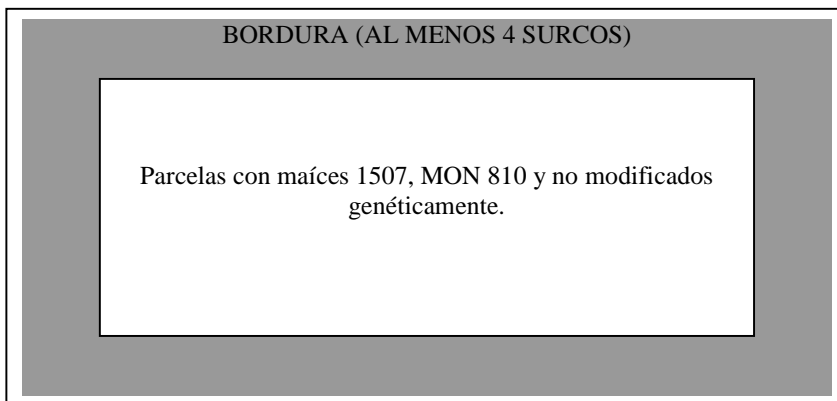 BORDURA (AL MENOS 4 SURCOS)
Parcelas con maíces 1507, MON 810 y no modificados
genéticamente.